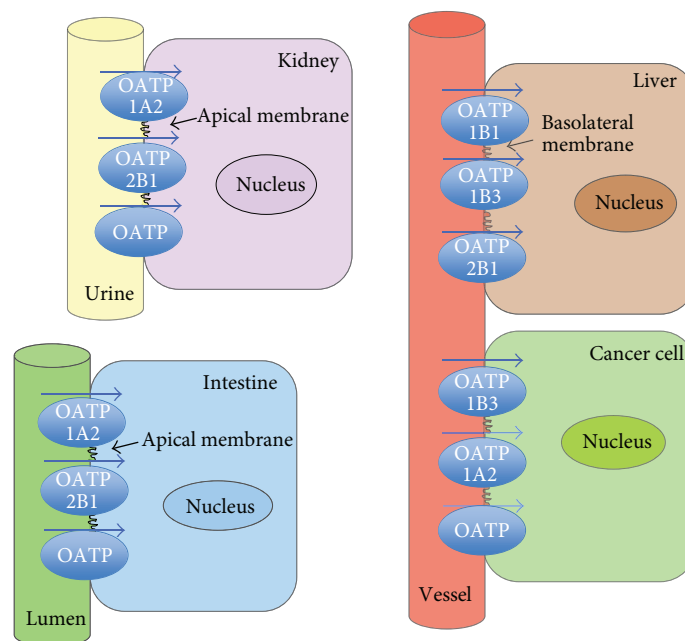 Kidney
OATP
1A2
Apical membrane
OATP
2B1
Nucleus
OATP
Urine
Intestine
OATP
1A2
Apical membrane
OATP
2B1
Nucleus
OATP
Lumen
Liver
OATP
1B1
Basolateral
membrane
OATP
1B3
Nucleus
OATP
2B1
Cancer cell
OATP
1B3
Nucleus
OATP
1A2
OATP
Vessel